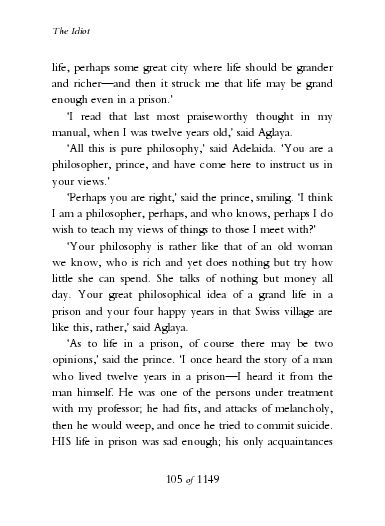 The Idiot
life, perhaps some great city where life should be grander
and richer—and then it struck me that life may be grand
enough even in a prison.'
'I read that last most praiseworthy thought in my
manual, when I was twelve years old,' said Aglaya.
'All this is pure philosophy,' said Adelaida. 'You are a
philosopher, prince, and have come here to instruct us in
your views.'
'Perhaps you are right,' said the prince, smiling. 'I think
I am a philosopher, perhaps, and who knows, perhaps I do
wish to teach my views of things to those I meet with?'
'Your philosophy is rather like that of an old woman
we know, who is rich and yet does nothing but try how
little she can spend. She talks of nothing but money all
day. Your great philosophical idea of a grand life in a
prison and your four happy years in that Swiss village are
like this, rather,' said Aglaya.
'As to life in a prison, of course there may be two
opinions,' said the prince. 'I once heard the story of a man
who lived twelve years in a prison—I heard it from the
man himself. He was one of the persons under treatment
with my professor; he had fits, and attacks of melancholy,
then he would weep, and once he tried to commit suicide.
HIS life in prison was sad enough; his only acquaintances
105 of 1149